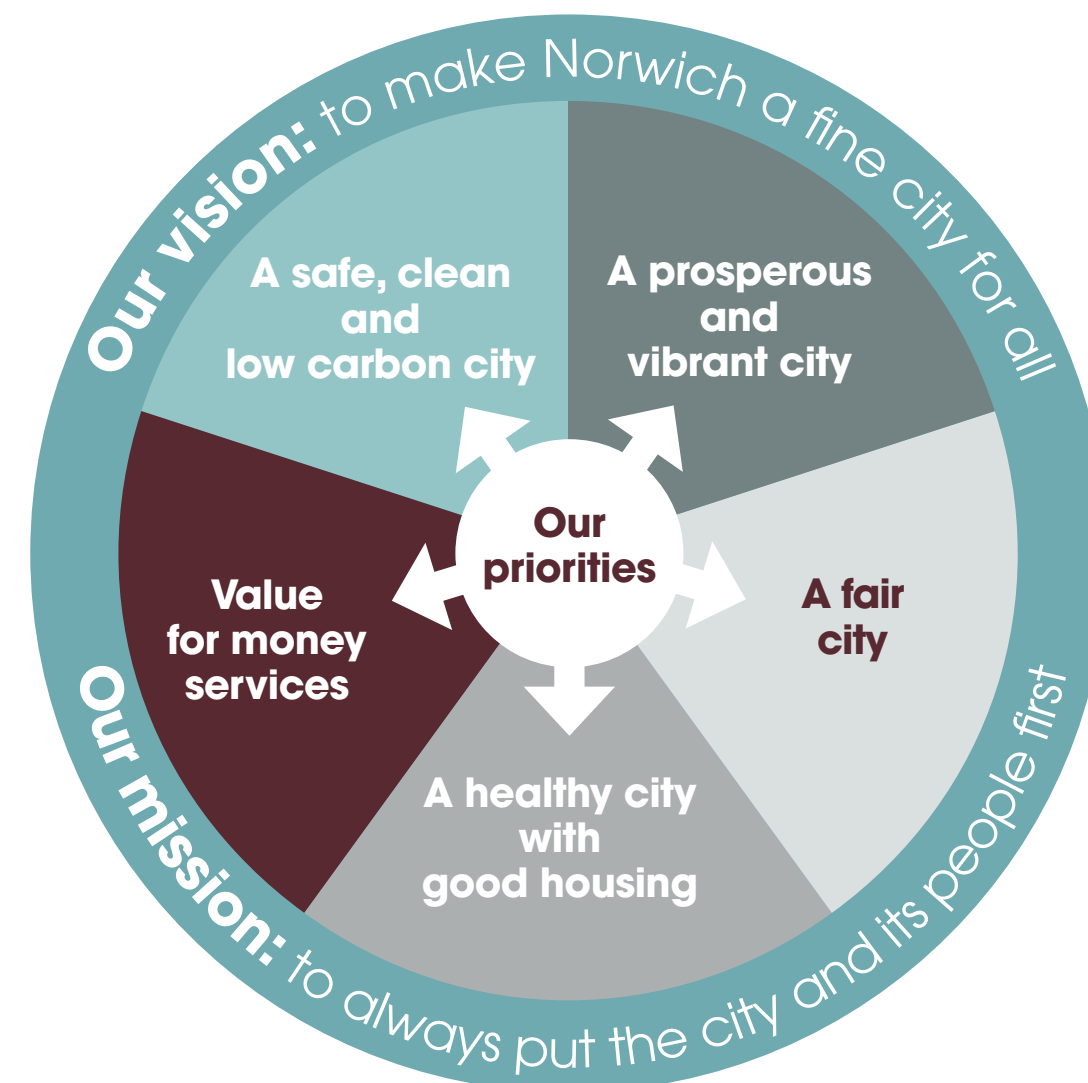 Our vision: to make Norwich a fine city for all
A safe, clean
and
low carbon city
A prosperous
and
vibrant city
Our
priorities
Value
for money
services
A fair
city
A healthy city
with
good housing
Our mission: to always put the city and its people first